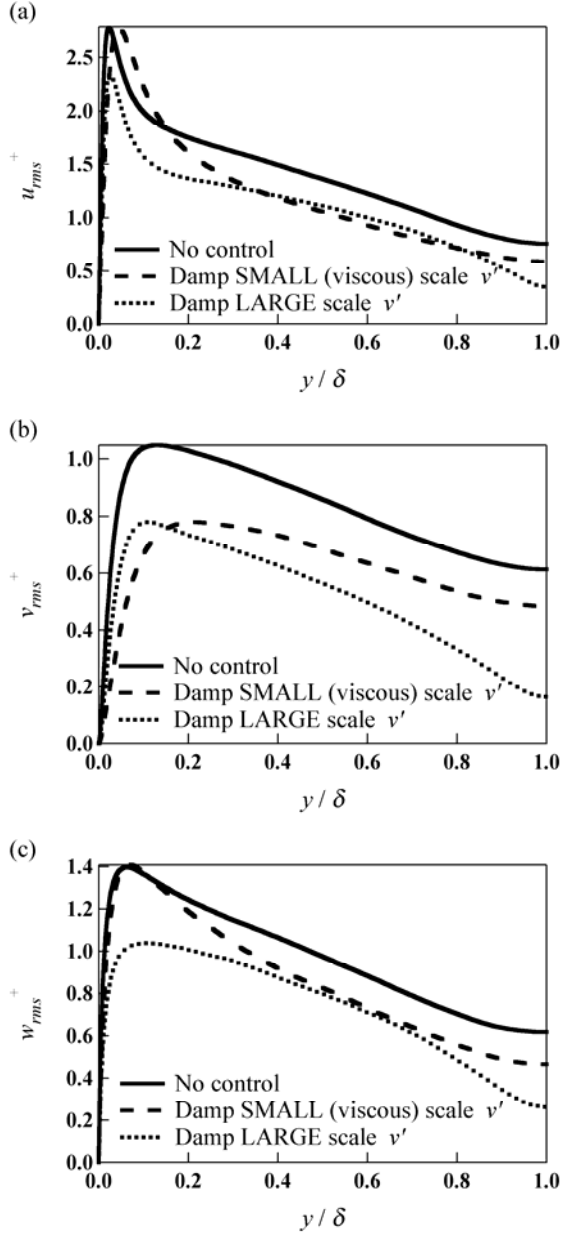 (a)
2.5
2.0
1.5
1.0
0.5
0.0
u_rms^+
No control
Damp SMALL (viscous) scale v′
Damp LARGE scale v′
0.0 0.2 0.4 0.6 0.8 1.0
y / δ
(b)
1.0
0.8
0.6
0.4
0.2
0.0
v_rms^+
No control
Damp SMALL (viscous) scale v′
Damp LARGE scale v′
0.0 0.2 0.4 0.6 0.8 1.0
y / δ
(c)
1.4
1.2
1.0
0.8
0.6
0.4
0.2
0.0
w_rms^+
No control
Damp SMALL (viscous) scale v′
Damp LARGE scale v′
0.0 0.2 0.4 0.6 0.8 1.0
y / δ